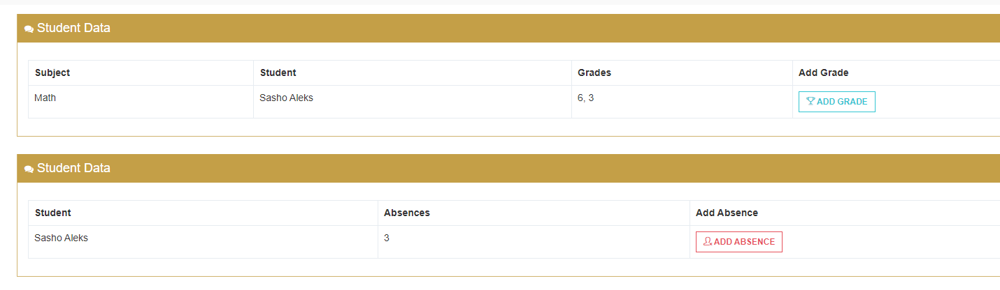 Student Data
Subject Student Grades Add Grade
Math Sasho Aleks 6, 3 ADD GRADE
Student Data
Student Absences Add Absence
Sasho Aleks 3 ADD ABSENCE